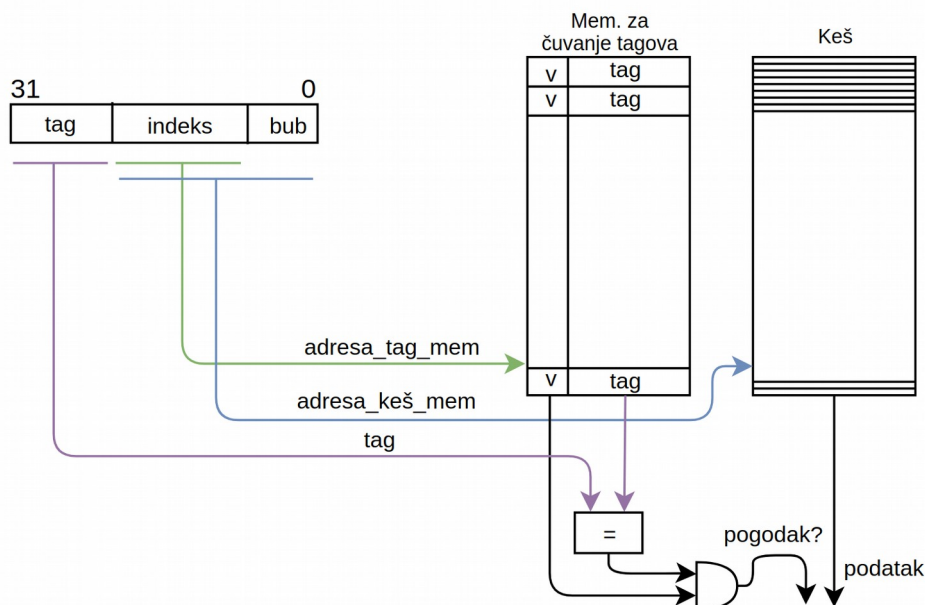 Mem. za
čuvanje tagova
Keš
31 0
tag indeks bub
v tag
v tag
adresa_tag_mem
v tag
adresa_keš_mem
tag
=
pogodak?
podatak